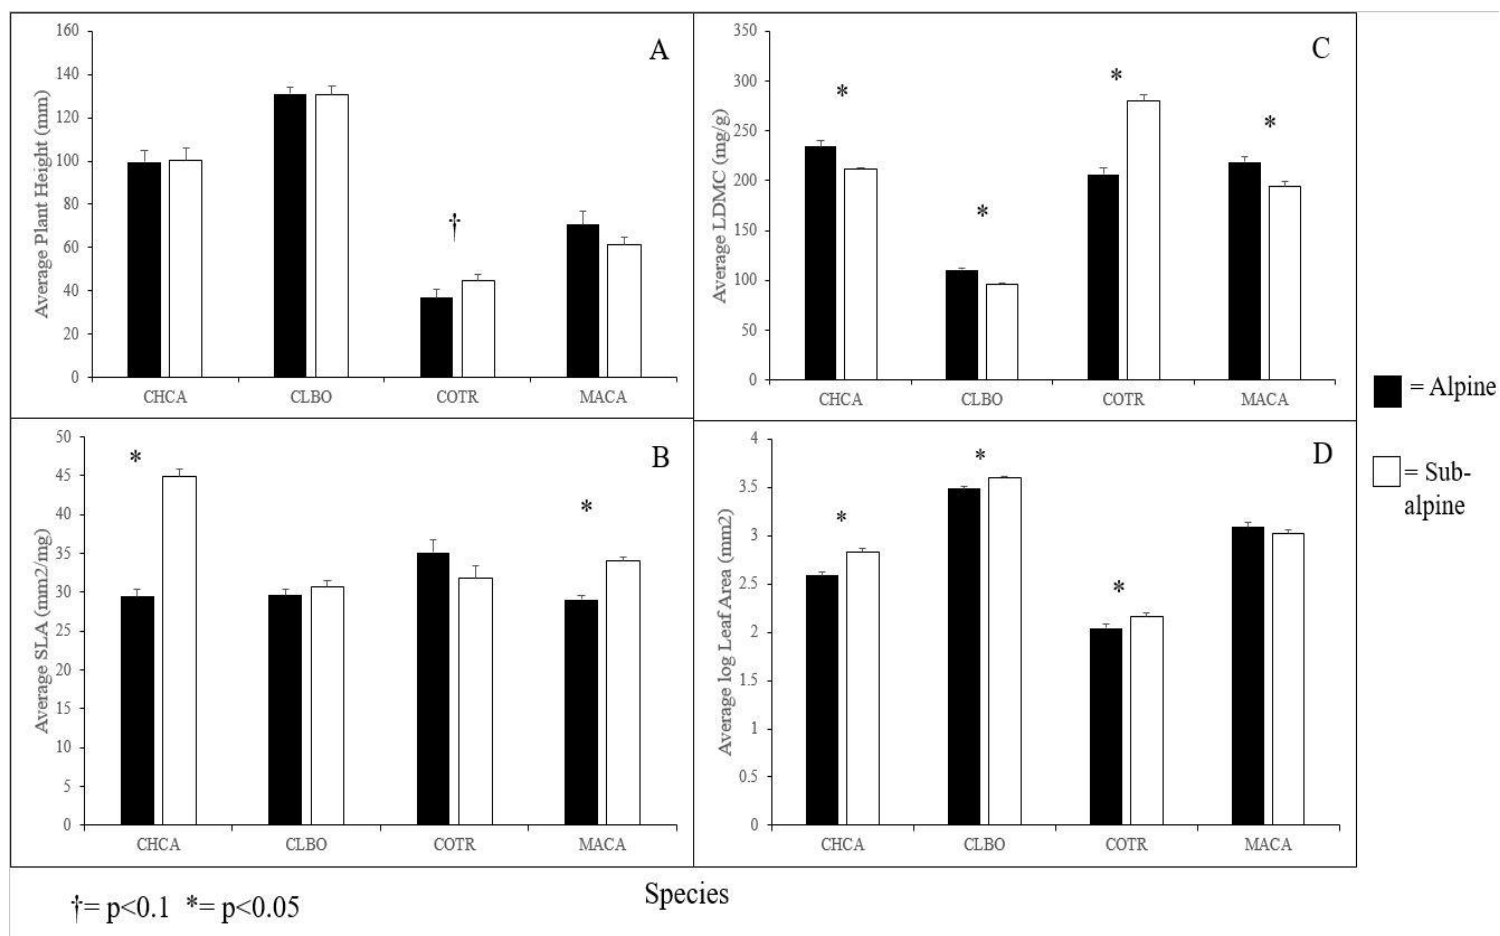 A
Average Plant Height (mm)
160
140
120
100
80
60
40
20
0
†
CHCA CLBO COTR MACA
C
Average LDMC (mg/g)
350
300
250
200
150
100
50
0
* * * *
CHCA CLBO COTR MACA
B
Average SLA (mm2/mg)
50
45
40
35
30
25
20
15
10
5
0
* *
CHCA CLBO COTR MACA
D
Average log Leaf Area (mm2)
4
3.5
3
2.5
2
1.5
1
0.5
0
* * *
CHCA CLBO COTR MACA
= Alpine
= Sub-
alpine
Species
†= p<0.1 *= p<0.05